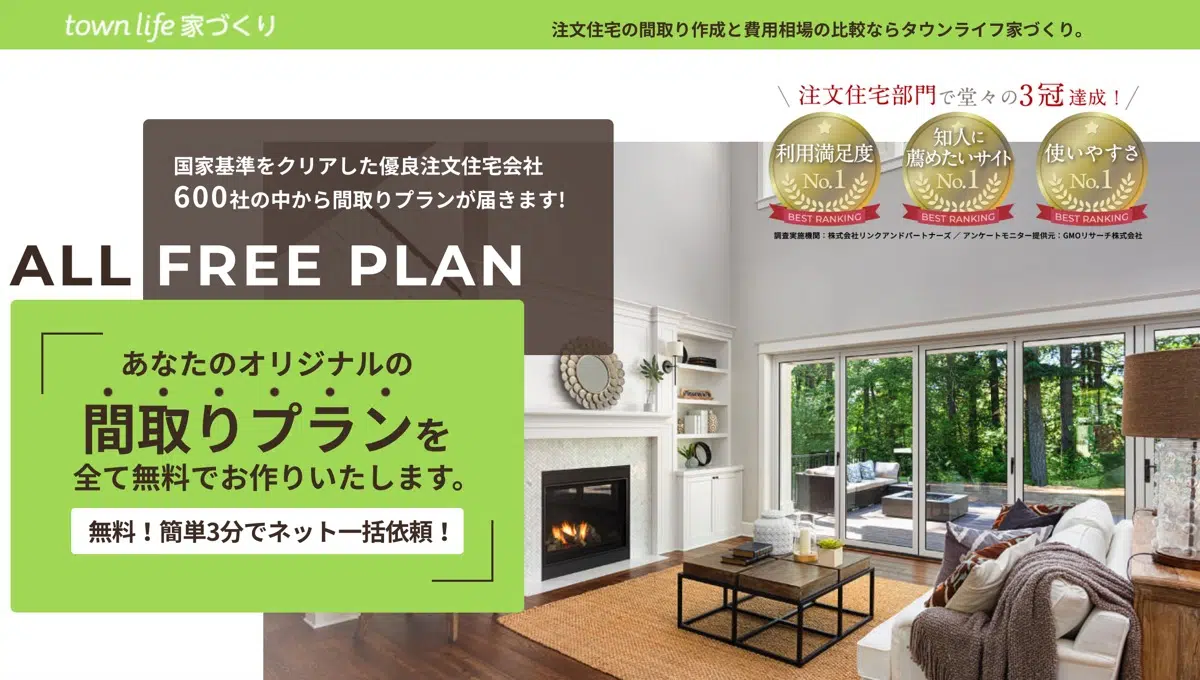 town life 家づくり
注文住宅の間取り作成と費用相場の比較ならタウンライフ家づくり。
注文住宅部門で堂々の3冠達成！
利用満足度
No.1
BEST RANKING
知人に
薦めたいサイト
No.1
BEST RANKING
使いやすさ
No.1
BEST RANKING
調査実施機関：株式会社リンクアンドパートナーズ ／ アンケートモニター提供元：GMOリサーチ株式会社
国家基準をクリアした優良注文住宅会社
600社の中から間取りプランが届きます!
ALL FREE PLAN
あなたのオリジナルの
間取りプランを
全て無料でお作りいたします。
無料！簡単3分でネット一括依頼！